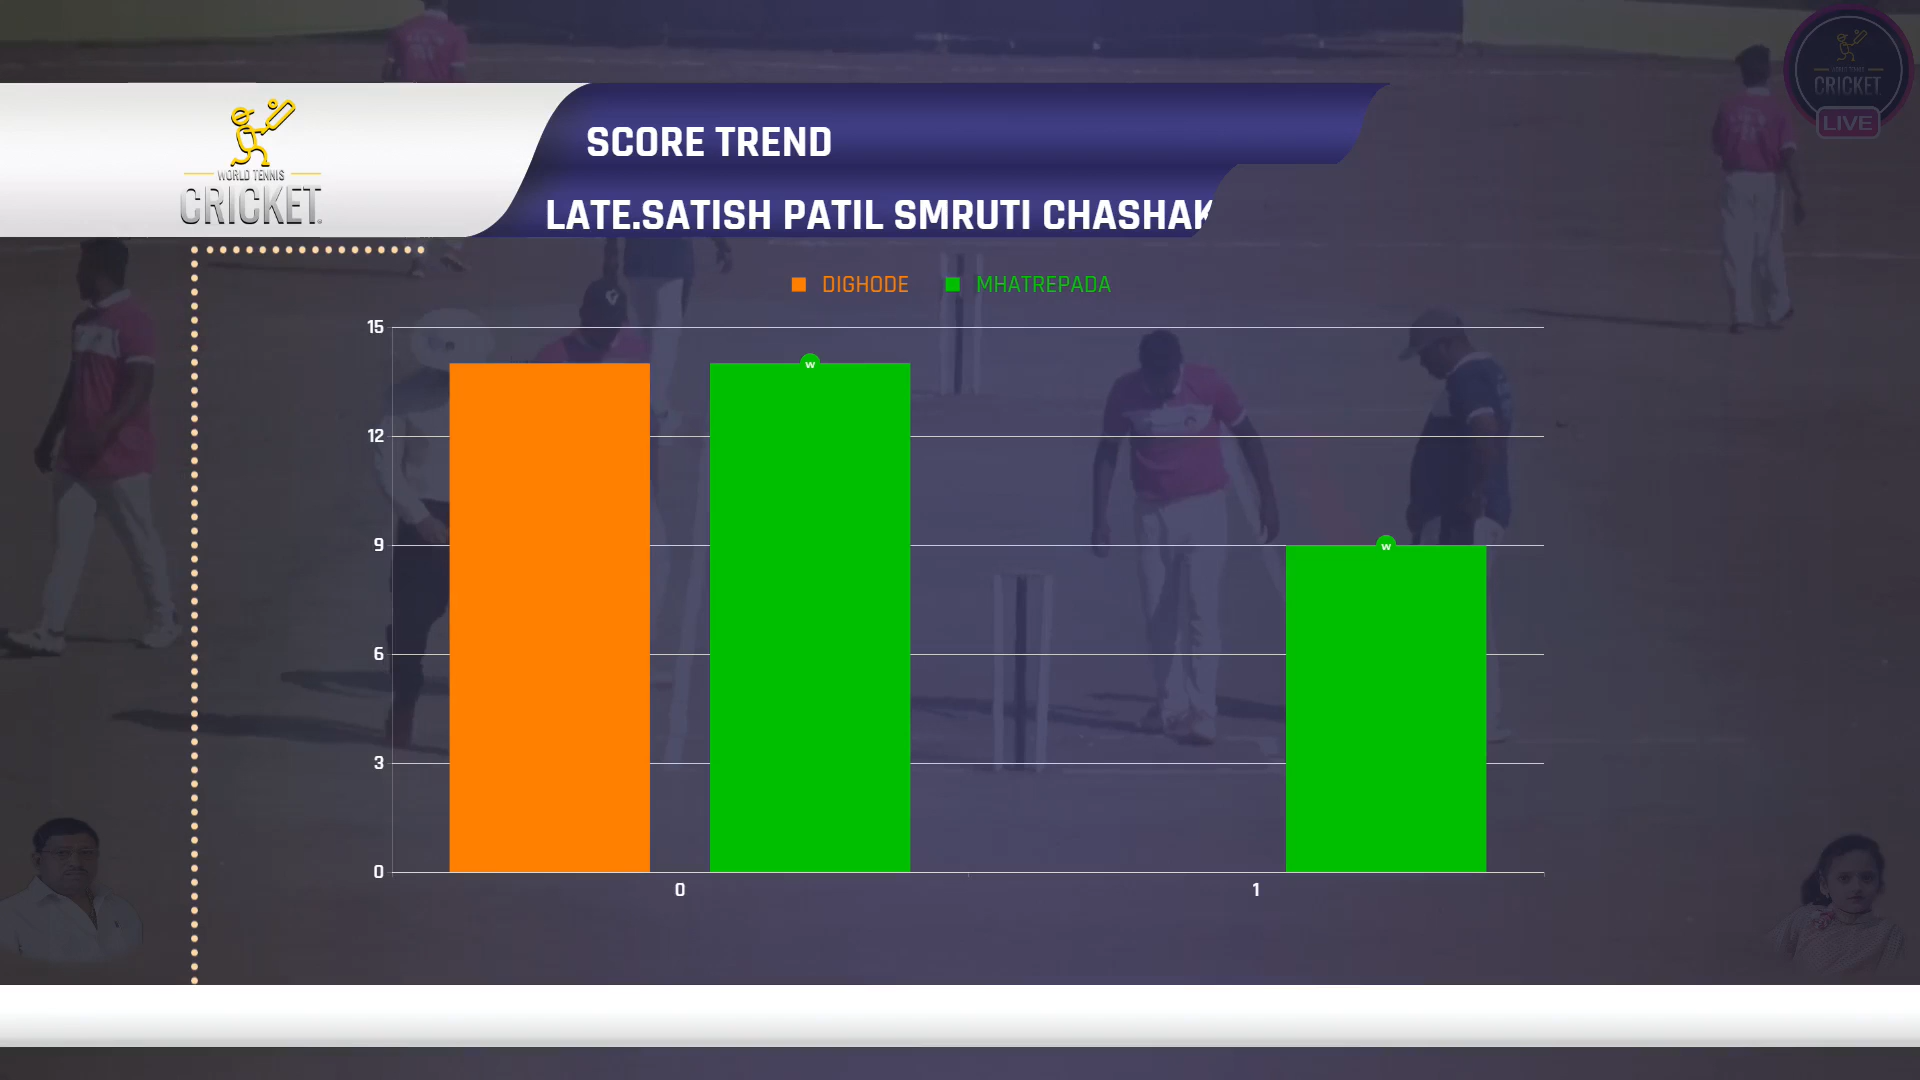 WORLD TENNIS
CRICKET
SCORE TREND
LATE.SATISH PATIL SMRUTI CHASHAK
CRICKET
LIVE
DIGHODE
MHATREPADA
15
12
9
6
3
0
W
W
0
1